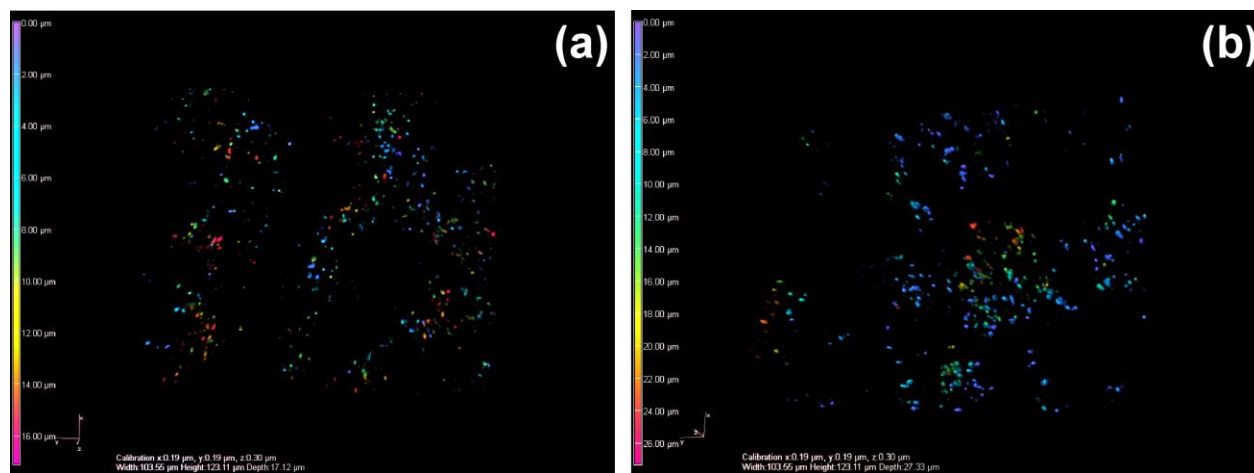 (a)
0.00 µm
2.00 µm
4.00 µm
6.00 µm
8.00 µm
10.00 µm
12.00 µm
14.00 µm
16.00 µm
x
y
z
Calibration x:0.19 µm, y:0.19 µm, z:0.30 µm
Width:103.55 µm Height:123.11 µm Depth:17.12 µm
(b)
0.00 µm
2.00 µm
4.00 µm
6.00 µm
8.00 µm
10.00 µm
12.00 µm
14.00 µm
16.00 µm
18.00 µm
20.00 µm
22.00 µm
24.00 µm
26.00 µm
x
z
y
Calibration x:0.19 µm, y:0.19 µm, z:0.30 µm
Width:103.55 µm Height:123.11 µm Depth:27.33 µm